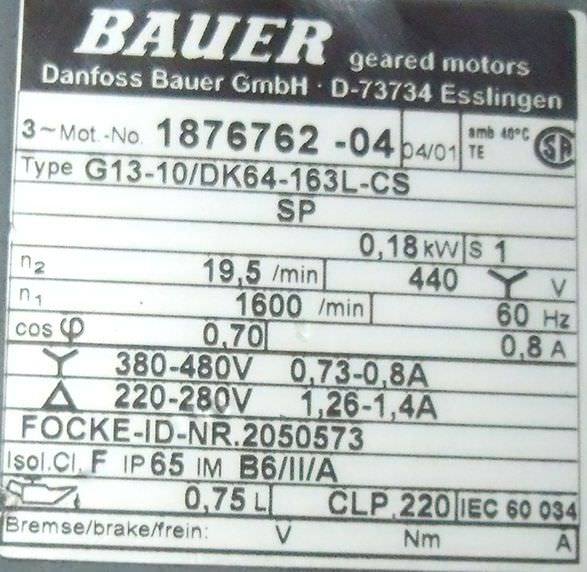 BAUER geared motors
Danfoss Bauer GmbH · D-73734 Esslingen
3~Mot.-No. 1876762 -04 04/01 amb 40°C TE SA
Type G13-10/DK64-163L-CS
SP
0,18 kW S 1
n2 19,5 /min 440 Y V
n1 1600 /min 60 Hz
cos φ 0,70 0,8 A
Y 380-480V 0,73-0,8A
Δ 220-280V 1,26-1,4A
FOCKE-ID-NR.2050573
Isol.Cl. F IP 65 IM B6/II/A
0,75 L CLP 220 IEC 60 034
Bremse/brake/frein: V Nm A